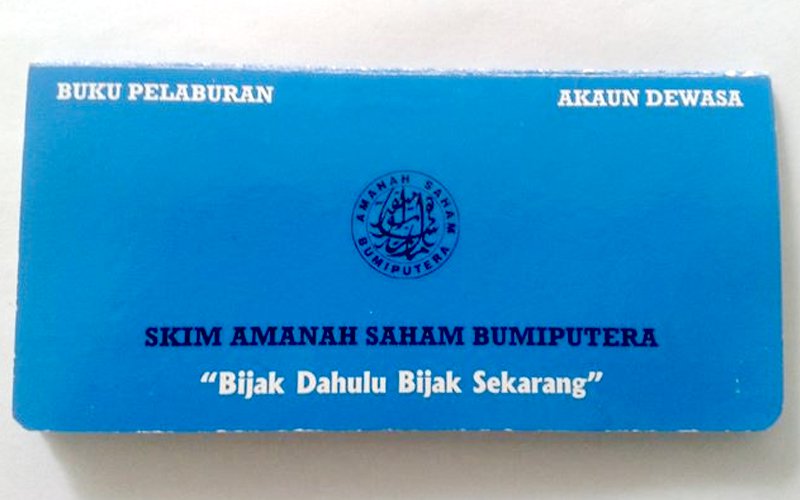 BUKU PELABURAN
AKAUN DEWASA
AMANAH SAHAM
BUMIPUTERA
SKIM AMANAH SAHAM BUMIPUTERA
“Bijak Dahulu Bijak Sekarang”